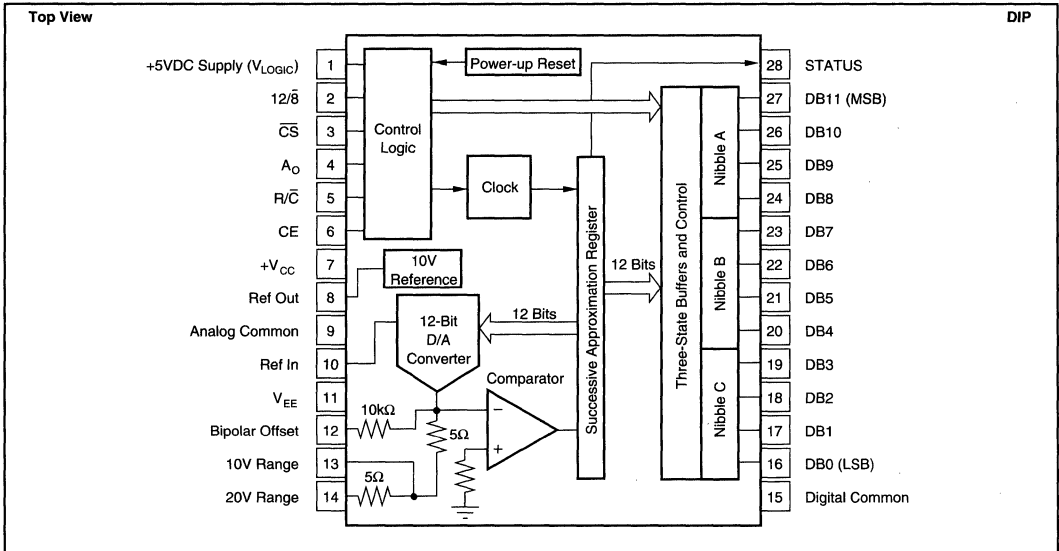 Top View
DIP
+5VDC Supply (V_LOGIC) 1
12/8̄ 2
C̅S̅ 3
A_O 4
R/C̄ 5
CE 6
+V_CC 7
Ref Out 8
Analog Common 9
Ref In 10
V_EE 11
Bipolar Offset 12
10V Range 13
20V Range 14
Control
Logic
Power-up Reset
Clock
10V
Reference
12-Bit
D/A
Converter
12 Bits
Comparator
10kΩ
5Ω
5Ω
−
+
Successive Approximation Register
12 Bits
Three-State Buffers and Control
Nibble A
Nibble B
Nibble C
28 STATUS
27 DB11 (MSB)
26 DB10
25 DB9
24 DB8
23 DB7
22 DB6
21 DB5
20 DB4
19 DB3
18 DB2
17 DB1
16 DB0 (LSB)
15 Digital Common